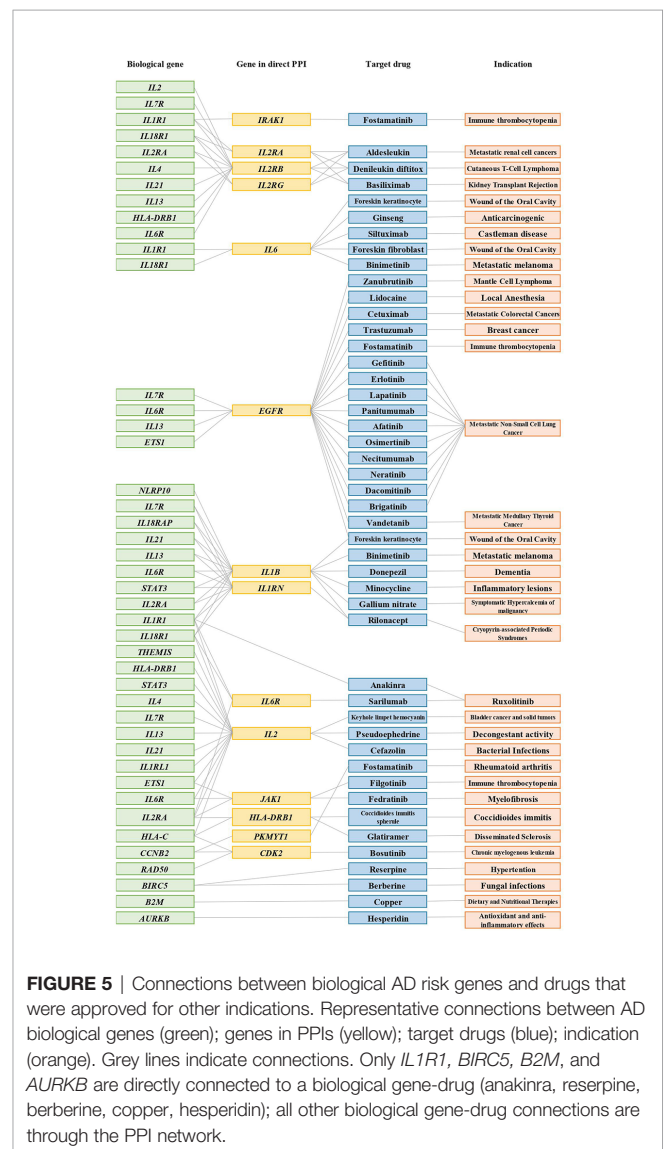 Biological gene Gene in direct PPI Target drug Indication
IL2
IL7R
IL1R1 IRAK1 Fostamatinib Immune thrombocytopenia
IL18R1
IL2RA IL2RA Aldesleukin Metastatic renal cell cancers
IL4 IL2RB Denileukin diftitox Cutaneous T-Cell Lymphoma
IL21 IL2RG Basiliximab Kidney Transplant Rejection
IL13 Foreskin keratinocyte Wound of the Oral Cavity
HLA-DRB1 Ginseng Anticarcinogenic
IL6R Siltuximab Castleman disease
IL1R1 IL6 Foreskin fibroblast Wound of the Oral Cavity
IL18R1 Binimetinib Metastatic melanoma
Zanubrutinib Mantle Cell Lymphoma
Lidocaine Local Anesthesia
Cetuximab Metastatic Colorectal Cancers
Trastuzumab Breast cancer
Fostamatinib Immune thrombocytopenia
Gefitinib
Erlotinib
IL7R Lapatinib
IL6R EGFR Panitumumab
IL13 Afatinib Metastatic Non-Small Cell Lung
Cancer
ETS1 Osimertinib
Necitumumab
Neratinib
NLRP10 Dacomitinib
IL7R Brigatinib
IL18RAP Vandetanib Metastatic Medullary Thyroid
Cancer
IL21 Foreskin keratinocyte Wound of the Oral Cavity
IL13 Binimetinib Metastatic melanoma
IL6R IL1B Donepezil Dementia
STAT3 IL1RN Minocycline Inflammatory lesions
IL2RA Gallium nitrate Symptomatic Hypercalcemia of
malignancy
IL1R1 Rilonacept
IL18R1 Cryopyrin-associated Periodic
Syndromes
THEMIS
HLA-DRB1
STAT3 Anakinra
IL4 IL6R Sarilumab Ruxolitinib
IL7R Keyhole limpet hemocyanin Bladder cancer and solid tumors
IL13 IL2 Pseudoephedrine Decongestant activity
IL21 Cefazolin Bacterial Infections
IL1RL1 Fostamatinib Rheumatoid arthritis
ETS1 Filgotinib Immune thrombocytopenia
IL6R JAK1 Fedratinib Myelofibrosis
IL2RA HLA-DRB1 Coccidioides immitis
spherule Coccidioides immitis
HLA-C PKMYT1 Glatiramer Disseminated Sclerosis
CCNB2 CDK2 Bosutinib Chronic myelogenous leukemia
RAD50 Reserpine Hypertention
BIRC5 Berberine Fungal infections
B2M Copper Dietary and Nutritional Therapies
AURKB Hesperidin Antioxidant and anti-
inflammatory effects
FIGURE 5 | Connections between biological AD risk genes and drugs that
were approved for other indications. Representative connections between AD
biological genes (green); genes in PPIs (yellow); target drugs (blue); indication
(orange). Grey lines indicate connections. Only IL1R1, BIRC5, B2M, and
AURKB are directly connected to a biological gene-drug (anakinra, reserpine,
berberine, copper, hesperidin); all other biological gene-drug connections are
through the PPI network.